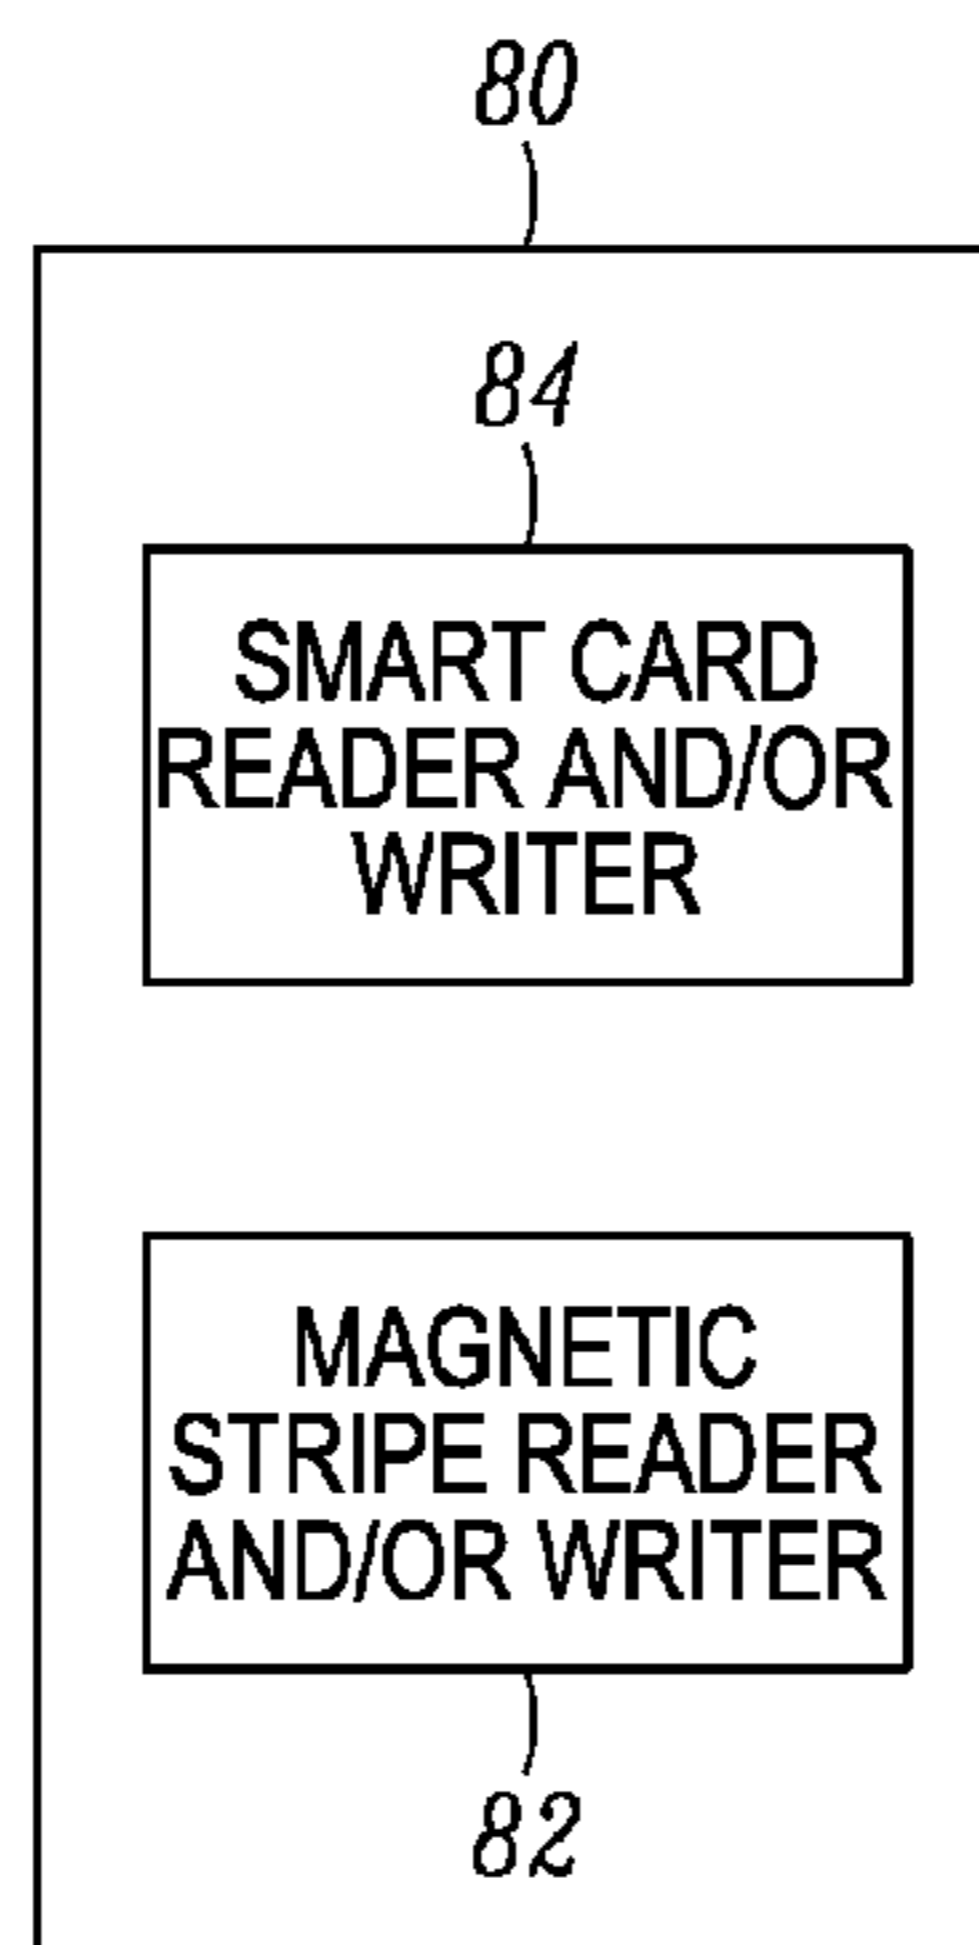 80
84
SMART CARD
READER AND/OR
WRITER
MAGNETIC
STRIPE READER
AND/OR WRITER
82